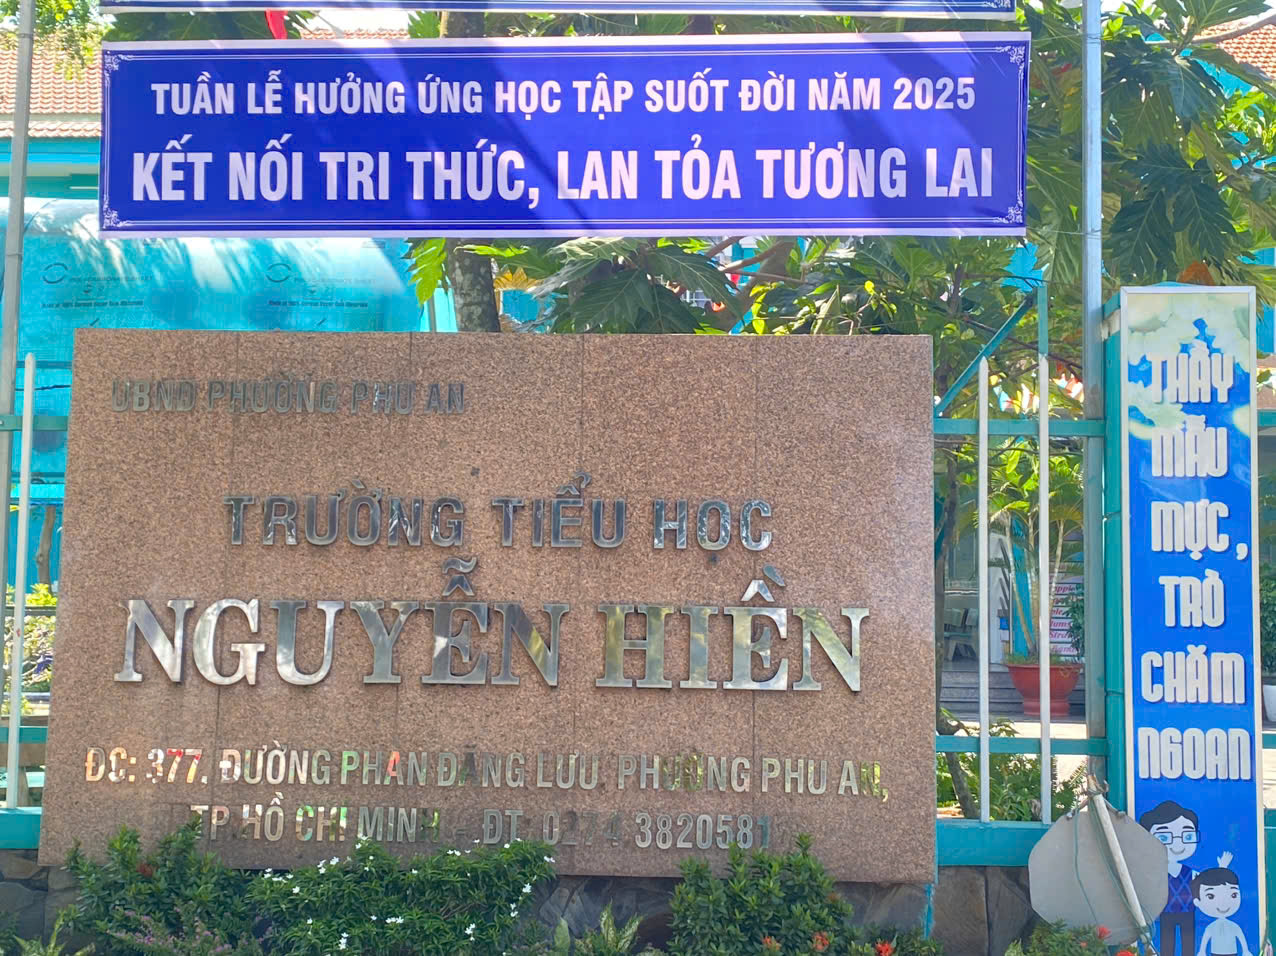 TUẦN LỄ HƯỞNG ỨNG HỌC TẬP SUỐT ĐỜI NĂM 2025
KẾT NỐI TRI THỨC, LAN TỎA TƯƠNG LAI
UBND PHƯỜNG PHÚ AN
TRƯỜNG TIỂU HỌC
NGUYỄN HIỀN
ĐC: 377, ĐƯỜNG PHAN ĐĂNG LƯU, PHƯỜNG PHÚ AN,
TP.HỒ CHÍ MINH - ĐT: 0274 3820581
THẦY
MẪU
MỰC,
TRÒ
CHĂM
NGOAN